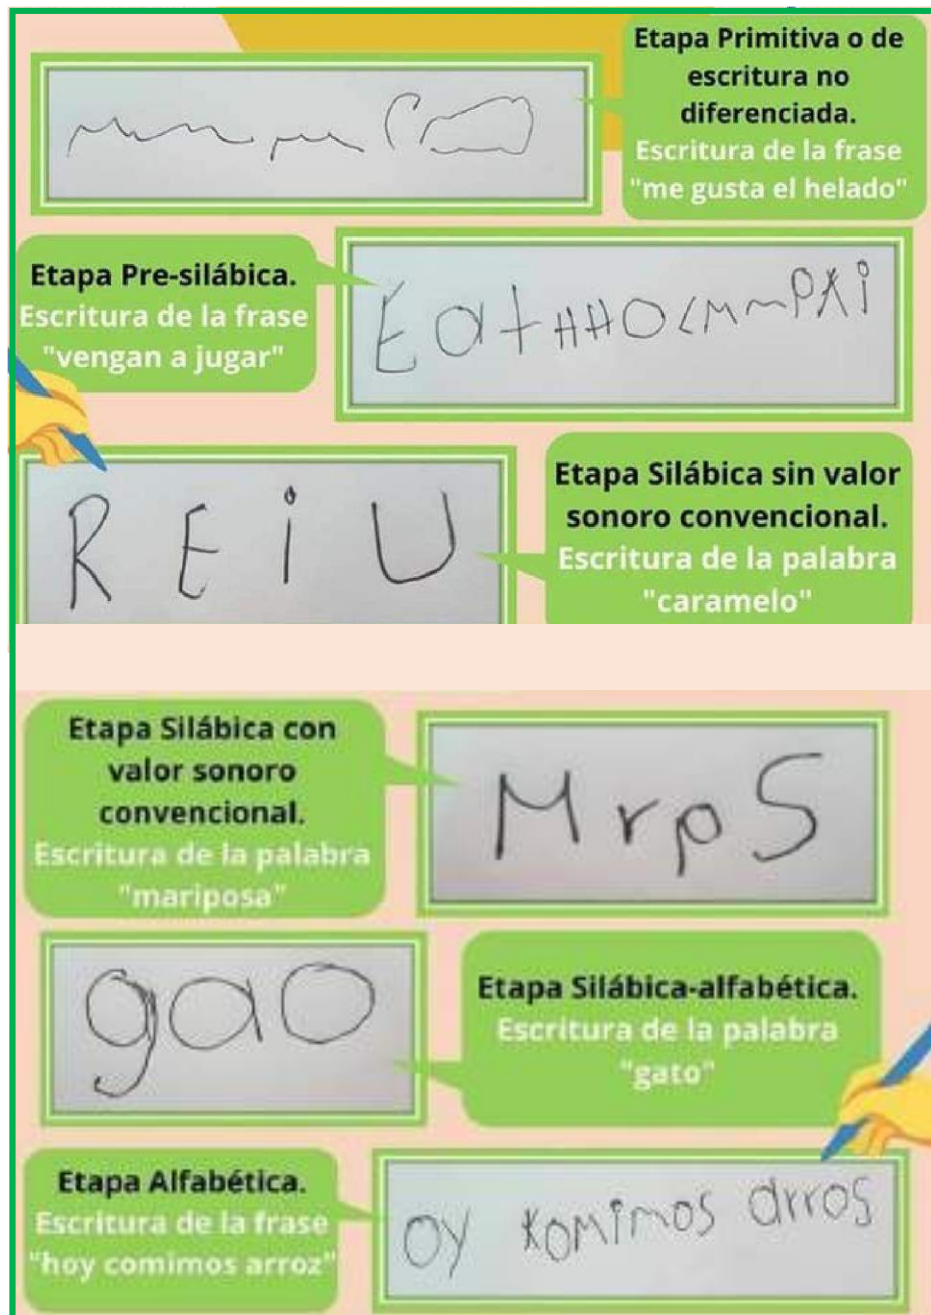 Etapa Primitiva o de
escritura no
diferenciada.
Escritura de la frase
"me gusta el helado"
Etapa Pre-silábica.
Escritura de la frase
"vengan a jugar"
EatHHO<MmPXi
R E i U
Etapa Silábica sin valor
sonoro convencional.
Escritura de la palabra
"caramelo"
Etapa Silábica con
valor sonoro
convencional.
Escritura de la palabra
"mariposa"
MrpS
gao
Etapa Silábica-alfabética.
Escritura de la palabra
"gato"
Etapa Alfabética.
Escritura de la frase
"hoy comimos arroz"
oy komimos arros